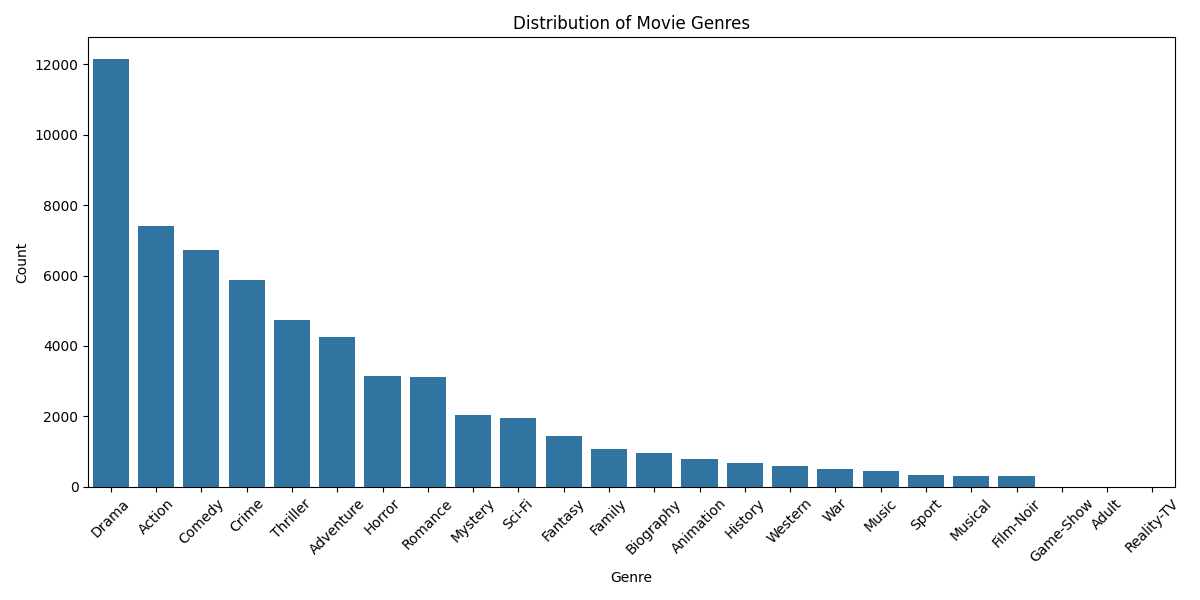 Distribution of Movie Genres
12000
10000
8000
6000
4000
2000
0
Count
Drama
Action
Comedy
Crime
Thriller
Adventure
Horror
Romance
Mystery
Sci-Fi
Fantasy
Family
Biography
Animation
History
Western
War
Music
Sport
Musical
Film-Noir
Game-Show
Adult
Reality-TV
Genre